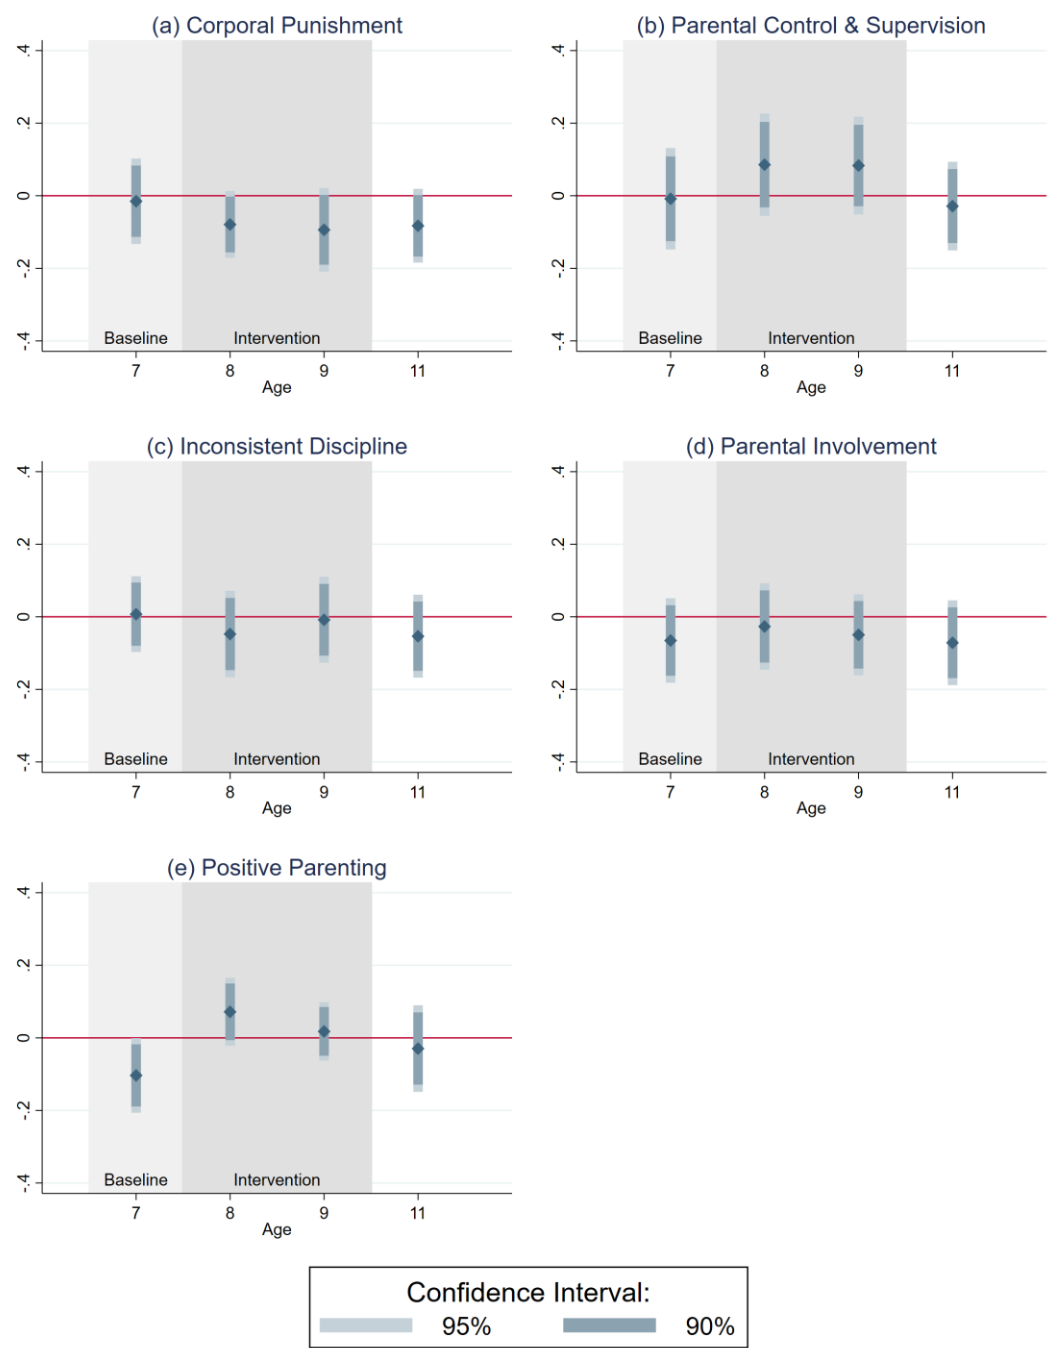 (a) Corporal Punishment
.4
.2
0
-.2
-.4
Baseline
Intervention
7 8 9 11
Age
(b) Parental Control & Supervision
.4
.2
0
-.2
-.4
Baseline
Intervention
7 8 9 11
Age
(c) Inconsistent Discipline
.4
.2
0
-.2
-.4
Baseline
Intervention
7 8 9 11
Age
(d) Parental Involvement
.4
.2
0
-.2
-.4
Baseline
Intervention
7 8 9 11
Age
(e) Positive Parenting
.4
.2
0
-.2
-.4
Baseline
Intervention
7 8 9 11
Age
Confidence Interval:
95% 90%